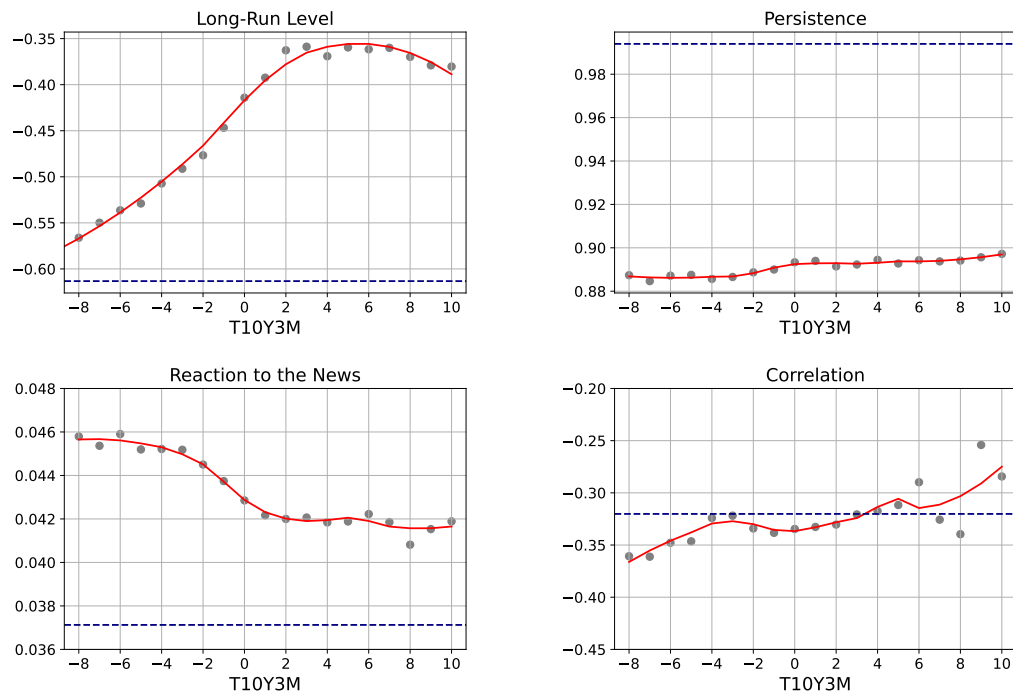 Long-Run Level
−0.35
−0.40
−0.45
−0.50
−0.55
−0.60
−8 −6 −4 −2 0 2 4 6 8 10
T10Y3M
Persistence
0.98
0.96
0.94
0.92
0.90
0.88
−8 −6 −4 −2 0 2 4 6 8 10
T10Y3M
Reaction to the News
0.048
0.046
0.044
0.042
0.040
0.038
0.036
−8 −6 −4 −2 0 2 4 6 8 10
T10Y3M
Correlation
−0.20
−0.25
−0.30
−0.35
−0.40
−0.45
−8 −6 −4 −2 0 2 4 6 8 10
T10Y3M